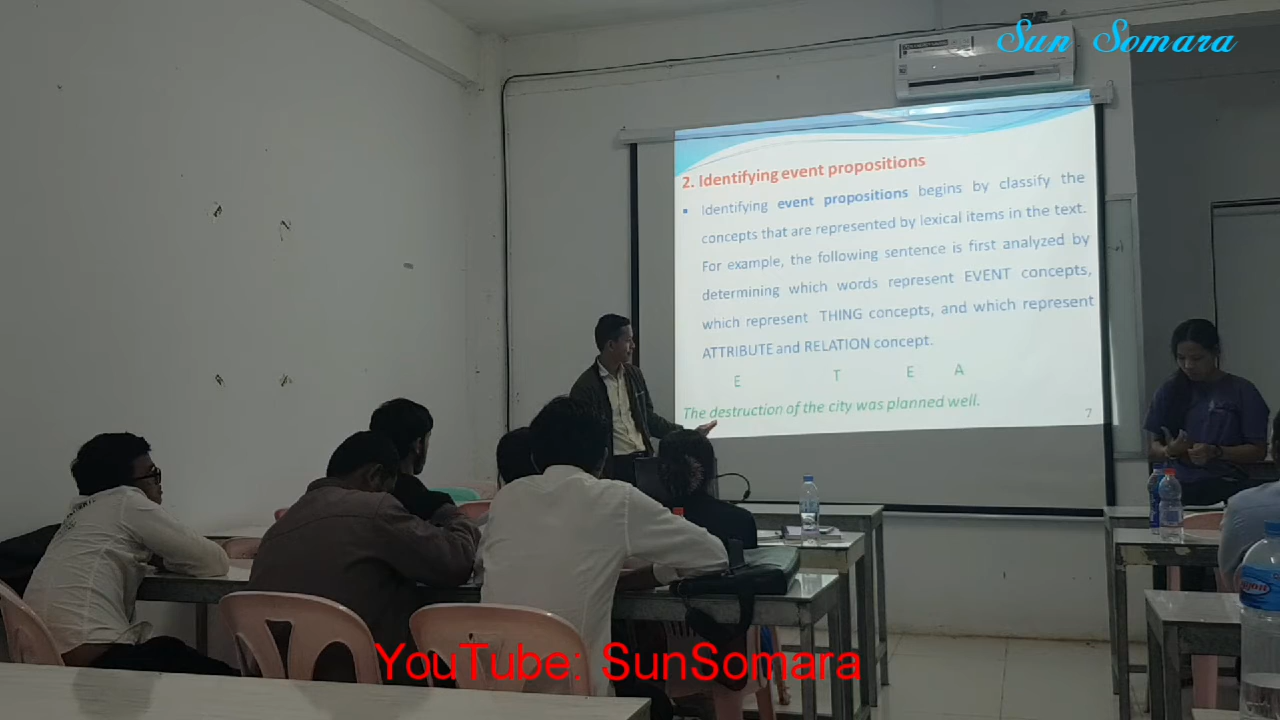 Sun Somara
2. Identifying event propositions
▪ Identifying event propositions begins by classify the
concepts that are represented by lexical items in the text.
For example, the following sentence is first analyzed by
determining which words represent EVENT concepts,
which represent THING concepts, and which represent
ATTRIBUTE and RELATION concept.
E T E A
The destruction of the city was planned well.
7
YouTube: SunSomara